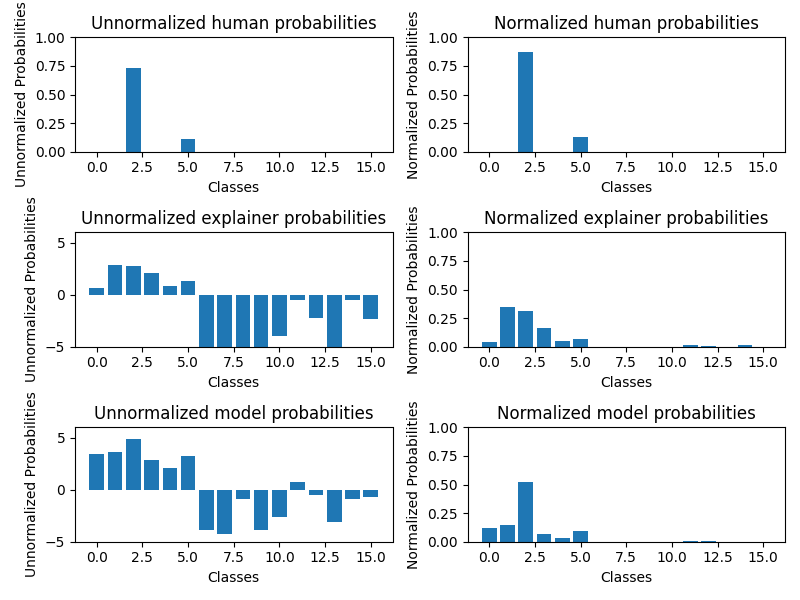 Unnormalized human probabilities
Unnormalized Probabilities
1.00
0.75
0.50
0.25
0.00
0.0 2.5 5.0 7.5 10.0 12.5 15.0
Classes
Normalized human probabilities
Normalized Probabilities
1.00
0.75
0.50
0.25
0.00
0.0 2.5 5.0 7.5 10.0 12.5 15.0
Classes
Unnormalized explainer probabilities
Unnormalized Probabilities
5
0
−5
0.0 2.5 5.0 7.5 10.0 12.5 15.0
Classes
Normalized explainer probabilities
Normalized Probabilities
1.00
0.75
0.50
0.25
0.00
0.0 2.5 5.0 7.5 10.0 12.5 15.0
Classes
Unnormalized model probabilities
Unnormalized Probabilities
5
0
−5
0.0 2.5 5.0 7.5 10.0 12.5 15.0
Classes
Normalized model probabilities
Normalized Probabilities
1.00
0.75
0.50
0.25
0.00
0.0 2.5 5.0 7.5 10.0 12.5 15.0
Classes